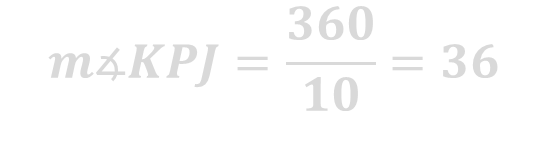 m∡KPJ = 360/10 = 36